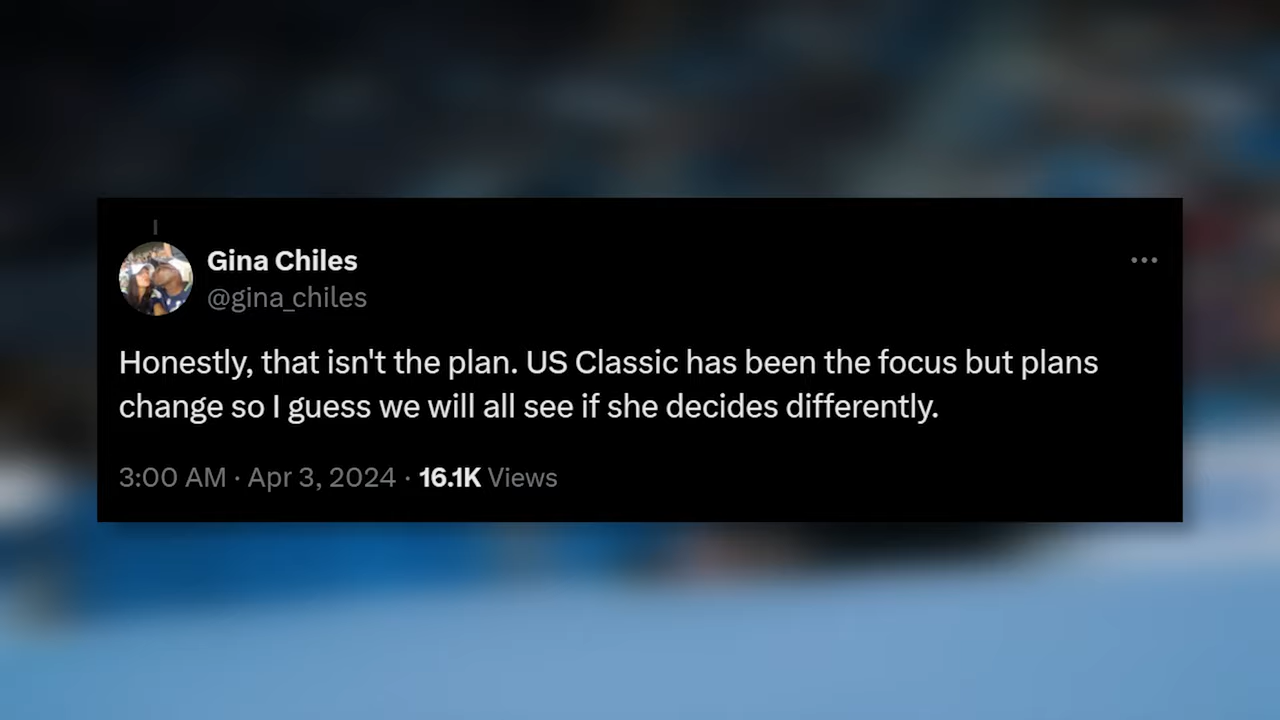 Gina Chiles
@gina_chiles
Honestly, that isn't the plan. US Classic has been the focus but plans
change so I guess we will all see if she decides differently.
3:00 AM · Apr 3, 2024 · 16.1K Views